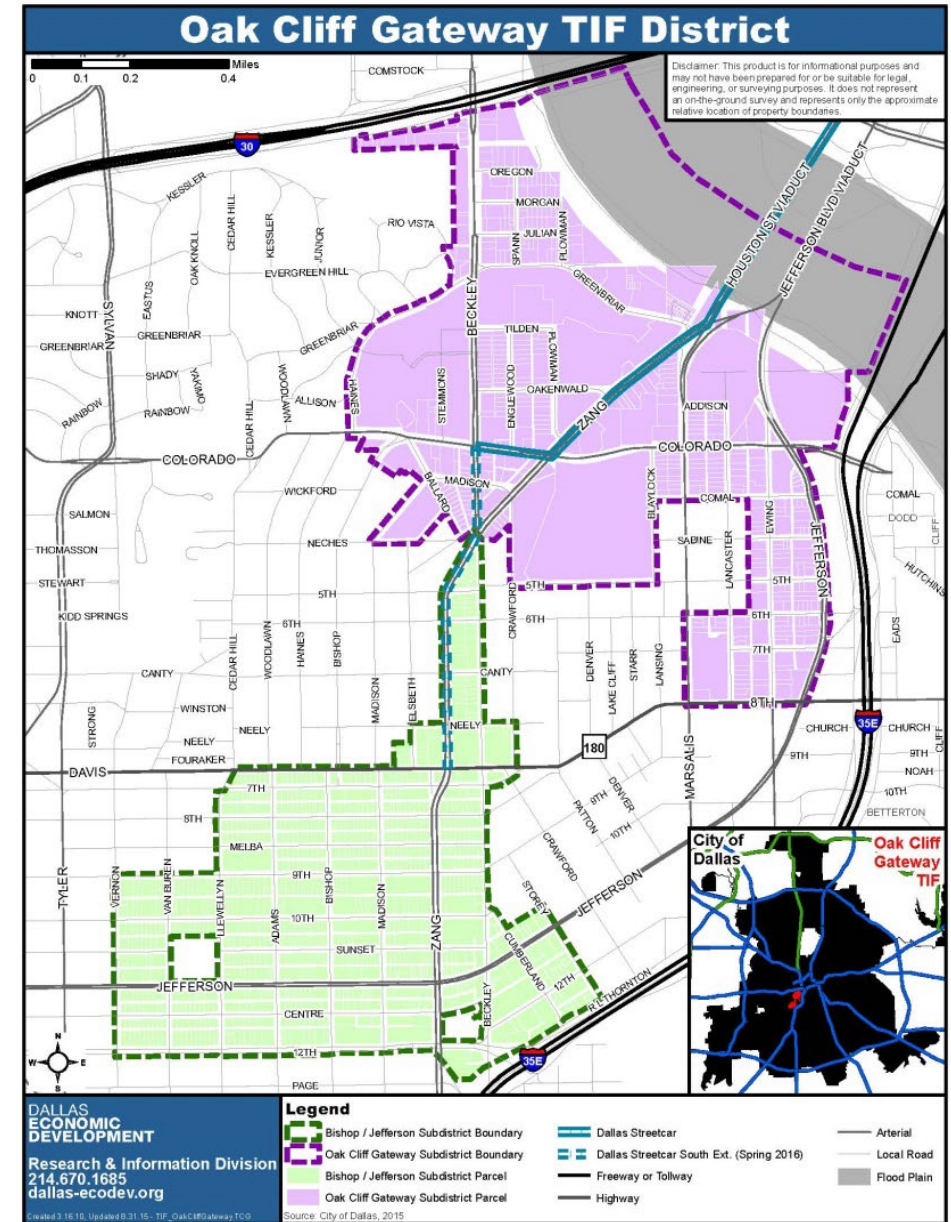 Oak Cliff Gateway TIF District
Miles
0 0.1 0.2 0.4
Disclaimer: This product is for informational purposes and
may not have been prepared for or be suitable for legal,
engineering, or surveying purposes. It does not represent
an on-the-ground survey and represents only the approximate
relative location of property boundaries.
COMSTOCK
30
KESSLER
CEDAR HILL
KESSLER
JUNIOR
OAK KNOLL
EASTUS
RIO VISTA
EVERGREEN HILL
OREGON
MORGAN
JULIAN
SPANN
PLOWMAN
GREENBRIAR
HOUSTON ST VIADUCT
JEFFERSON BLVD VIADUCT
BECKLEY
SYLVAN
KNOTT
GREENBRIAR
GREENBRIAR
GREENBRIAR
SHADY
YAKIMO
RAINBOW
RAINBOW
CEDAR HILL
WOODLAWN
ALLISON
HAINES
STEMMONS
TILDEN
ENGLEWOOD
PLOWMAN
OAKENWALD
ZANG
ADDISON
COLORADO
COLORADO
BALLARD
MADISON
WICKFORD
NECHES
BLAYLOCK
COMAL
SABINE
LANCASTER
EWING
JEFFERSON
COMAL
DODD
CLIFF
HUTCHINS
SALMON
THOMASSON
STEWART
KIDD SPRINGS
5TH
6TH
5TH
6TH
CRAWFORD
5TH
6TH
7TH
8TH
EADS
CEDAR HILL
WOODLAWN
HAINES
BISHOP
MADISON
ELSBETH
CANTY
CANTY
WINSTON
STRONG
NEELY
NEELY
NEELY
FOURAKER
DENVER
LAKE CLIFF
STARR
LANSING
180
MARSALIS
35E
CHURCH
CHURCH
9TH
9TH
CLIFF
NOAH
10TH
BETTERTON
DAVIS
7TH
8TH
MELBA
9TH
10TH
TYLER
VERNON
VAN BUREN
LLEWELLYN
ADAMS
BISHOP
MADISON
ZANG
SUNSET
JEFFERSON
CENTRE
12TH
PAGE
DENVER
9TH
PATTON
10TH
CRAWFORD
STOREY
JEFFERSON
CUMBERLAND
12TH
BECKLEY
R L THORNTON
35E
City of
Dallas
Oak Cliff
Gateway
TIF
N
W E
S
DALLAS
ECONOMIC
DEVELOPMENT
Research & Information Division
214.670.1685
dallas-ecodev.org
Created 3.16.10, Updated 8.31.15 - TIF_OakCliffGateway TCG
Legend
Bishop / Jefferson Subdistrict Boundary
Oak Cliff Gateway Subdistrict Boundary
Bishop / Jefferson Subdistrict Parcel
Oak Cliff Gateway Subdistrict Parcel
Dallas Streetcar
Dallas Streetcar South Ext. (Spring 2016)
Freeway or Tollway
Highway
Arterial
Local Road
Flood Plain
Source: City of Dallas, 2015